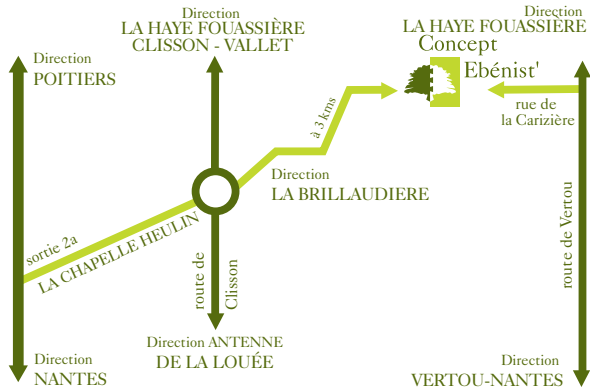 Direction
LA HAYE FOUASSIÈRE
CLISSON - VALLET
Direction
LA HAYE FOUASSIÈRE
Concept
Ebénist'
Direction
POITIERS
rue de
la Carizière
à 3 kms
Direction
LA BRILLAUDIERE
sortie 2a
LA CHAPELLE HEULIN
route de
Clisson
route de Vertou
Direction ANTENNE
DE LA LOUÉE
Direction
NANTES
Direction
VERTOU-NANTES